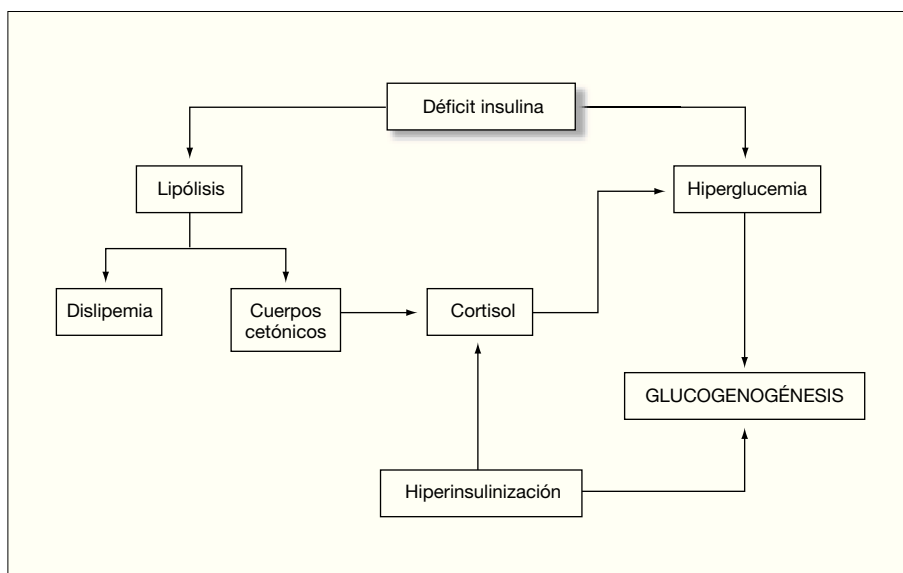 Déficit insulina
Lipólisis
Hiperglucemia
Dislipemia
Cuerpos
cetónicos
Cortisol
GLUCOGENOGÉNESIS
Hiperinsulinización